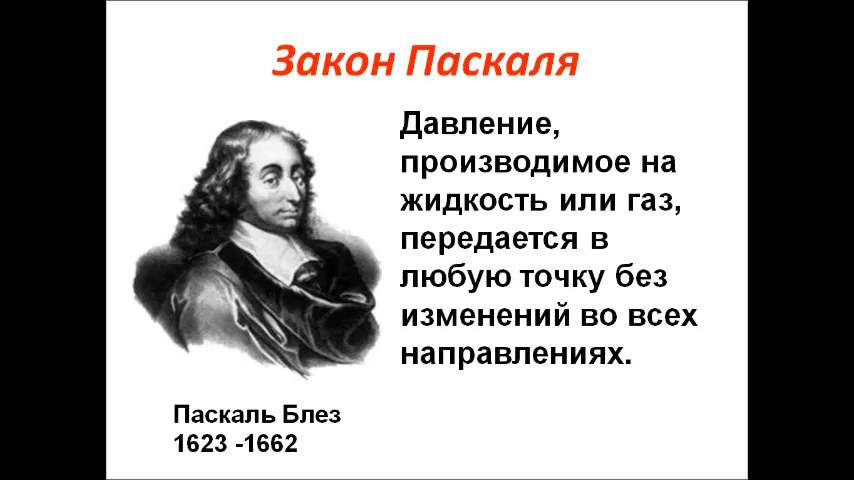 Закон Паскаля
Давление,
производимое на
жидкость или газ,
передается в
любую точку без
изменений во всех
направлениях.
Паскаль Блез
1623 -1662